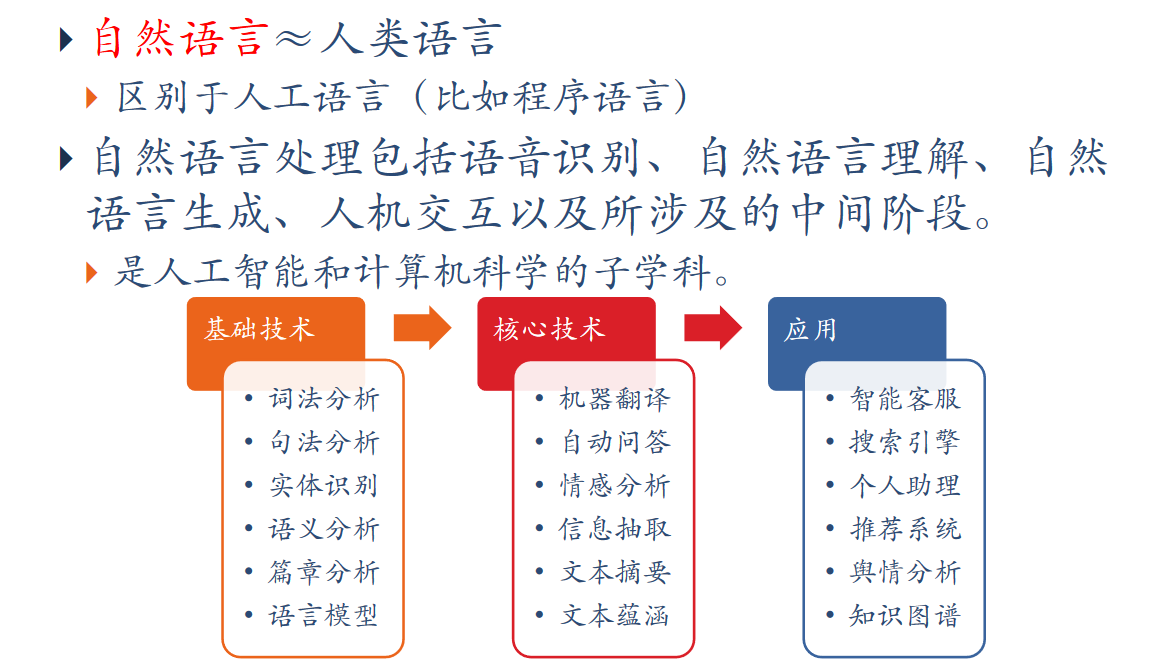 自然语言≈人类语言
区别于人工语言（比如程序语言）
自然语言处理包括语音识别、自然语言理解、自然
语言生成、人机交互以及所涉及的中间阶段。
是人工智能和计算机科学的子学科。
基础技术
词法分析
句法分析
实体识别
语义分析
篇章分析
语言模型
核心技术
机器翻译
自动问答
情感分析
信息抽取
文本摘要
文本蕴涵
应用
智能客服
搜索引擎
个人助理
推荐系统
舆情分析
知识图谱